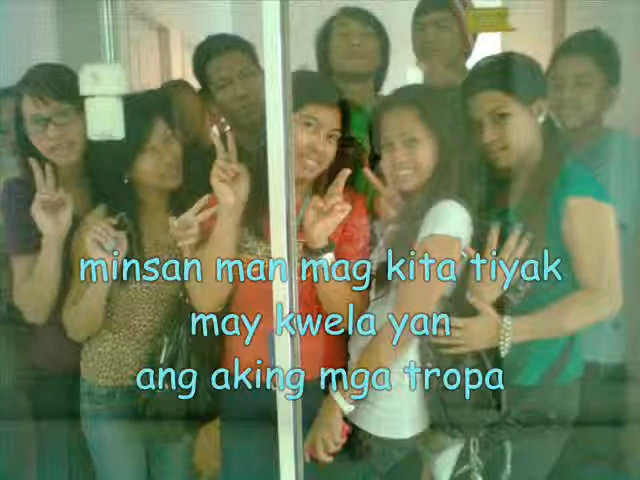 minsan man mag kita tiyak
may kwela yan
ang aking mga tropa